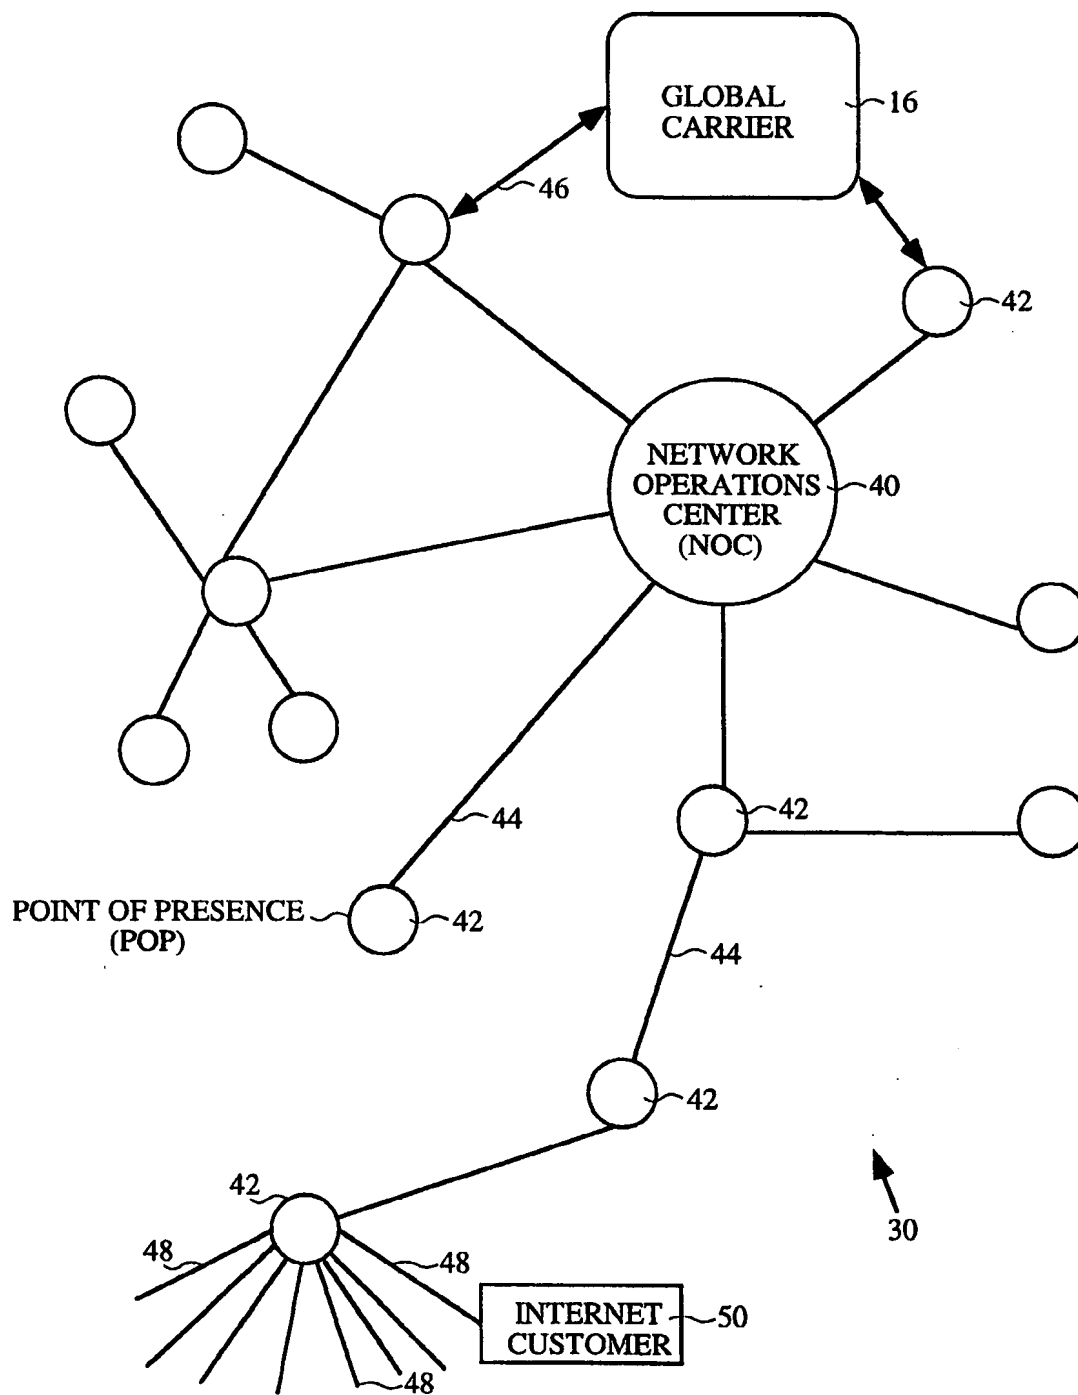 GLOBAL
CARRIER
16
46
42
NETWORK
OPERATIONS
CENTER
(NOC)
40
44
42
POINT OF PRESENCE
(POP)
42
44
42
42
48
48
30
INTERNET
CUSTOMER
50
48